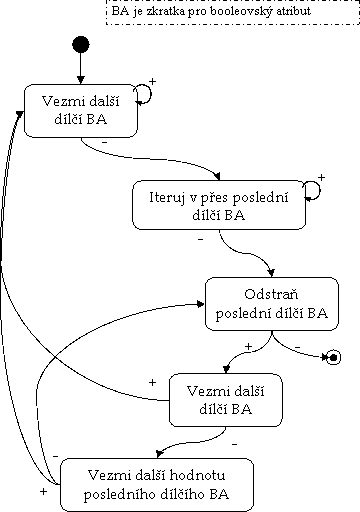 BA je zkratka pro booleovský atribut
+
Vezmi další
dílčí BA
-
+
Iteruj v přes poslední
dílčí BA
-
Odstraň
poslední dílčí BA
+
-
+
Vezmi další
dílčí BA
-
-
Vezmi další hodnotu
posledního dílčího BA
+